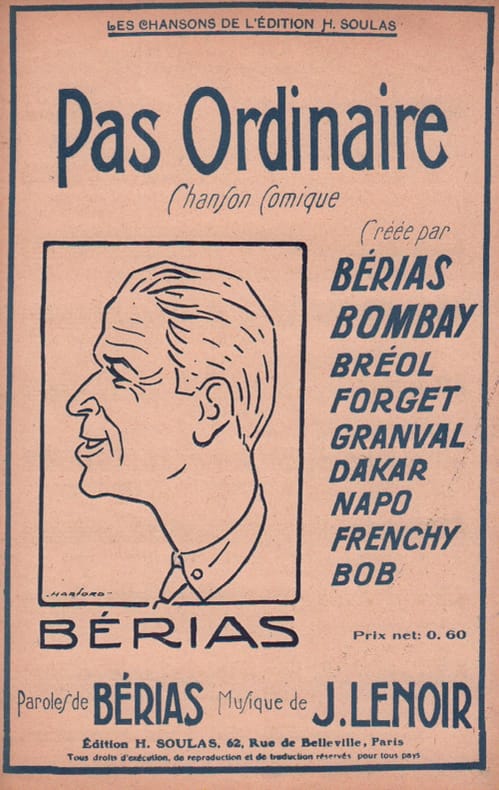 LES CHANSONS DE L'ÉDITION H. SOULAS
Pas Ordinaire
Chanson Comique
Créée par
BÉRIAS
BOMBAY
BRÉOL
FORGET
GRANVAL
DAKAR
NAPO
FRENCHY
BOB
HARFORD
BÉRIAS
Prix net: 0. 60
Paroles de BÉRIAS Musique de J. LENOIR
Édition H. SOULAS, 62, Rue de Belleville, Paris
Tous droits d'exécution, de reproduction et de traduction réservés pour tous pays